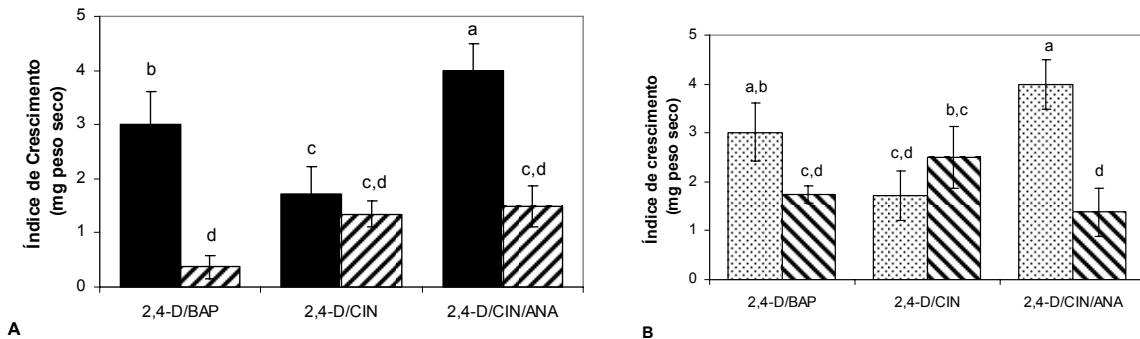 Índice de Crescimento
(mg peso seco)
5
4
3
2
1
0
b
d
c
c,d
a
c,d
2,4-D/BAP
2,4-D/CIN
2,4-D/CIN/ANA
A
Índice de crescimento
(mg peso seco)
5
4
3
2
1
0
a,b
c,d
c,d
b,c
a
d
2,4-D/BAP
2,4-D/CIN
2,4-D/CIN/ANA
B